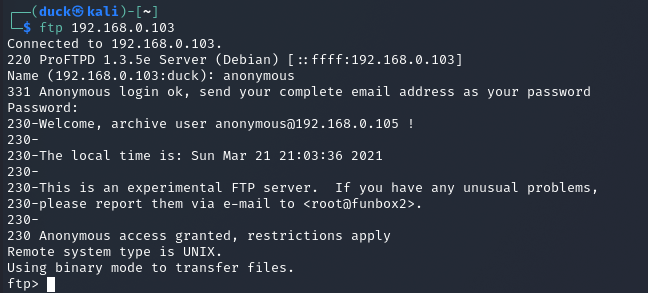 ┌──(duck㉿kali)-[~]
└─$ ftp 192.168.0.103
Connected to 192.168.0.103.
220 ProFTPD 1.3.5e Server (Debian) [::ffff:192.168.0.103]
Name (192.168.0.103:duck): anonymous
331 Anonymous login ok, send your complete email address as your password
Password:
230-Welcome, archive user anonymous@192.168.0.105 !
230-
230-The local time is: Sun Mar 21 21:03:36 2021
230-
230-This is an experimental FTP server.  If you have any unusual problems,
230-please report them via e-mail to <root@funbox2>.
230-
230 Anonymous access granted, restrictions apply
Remote system type is UNIX.
Using binary mode to transfer files.
ftp>